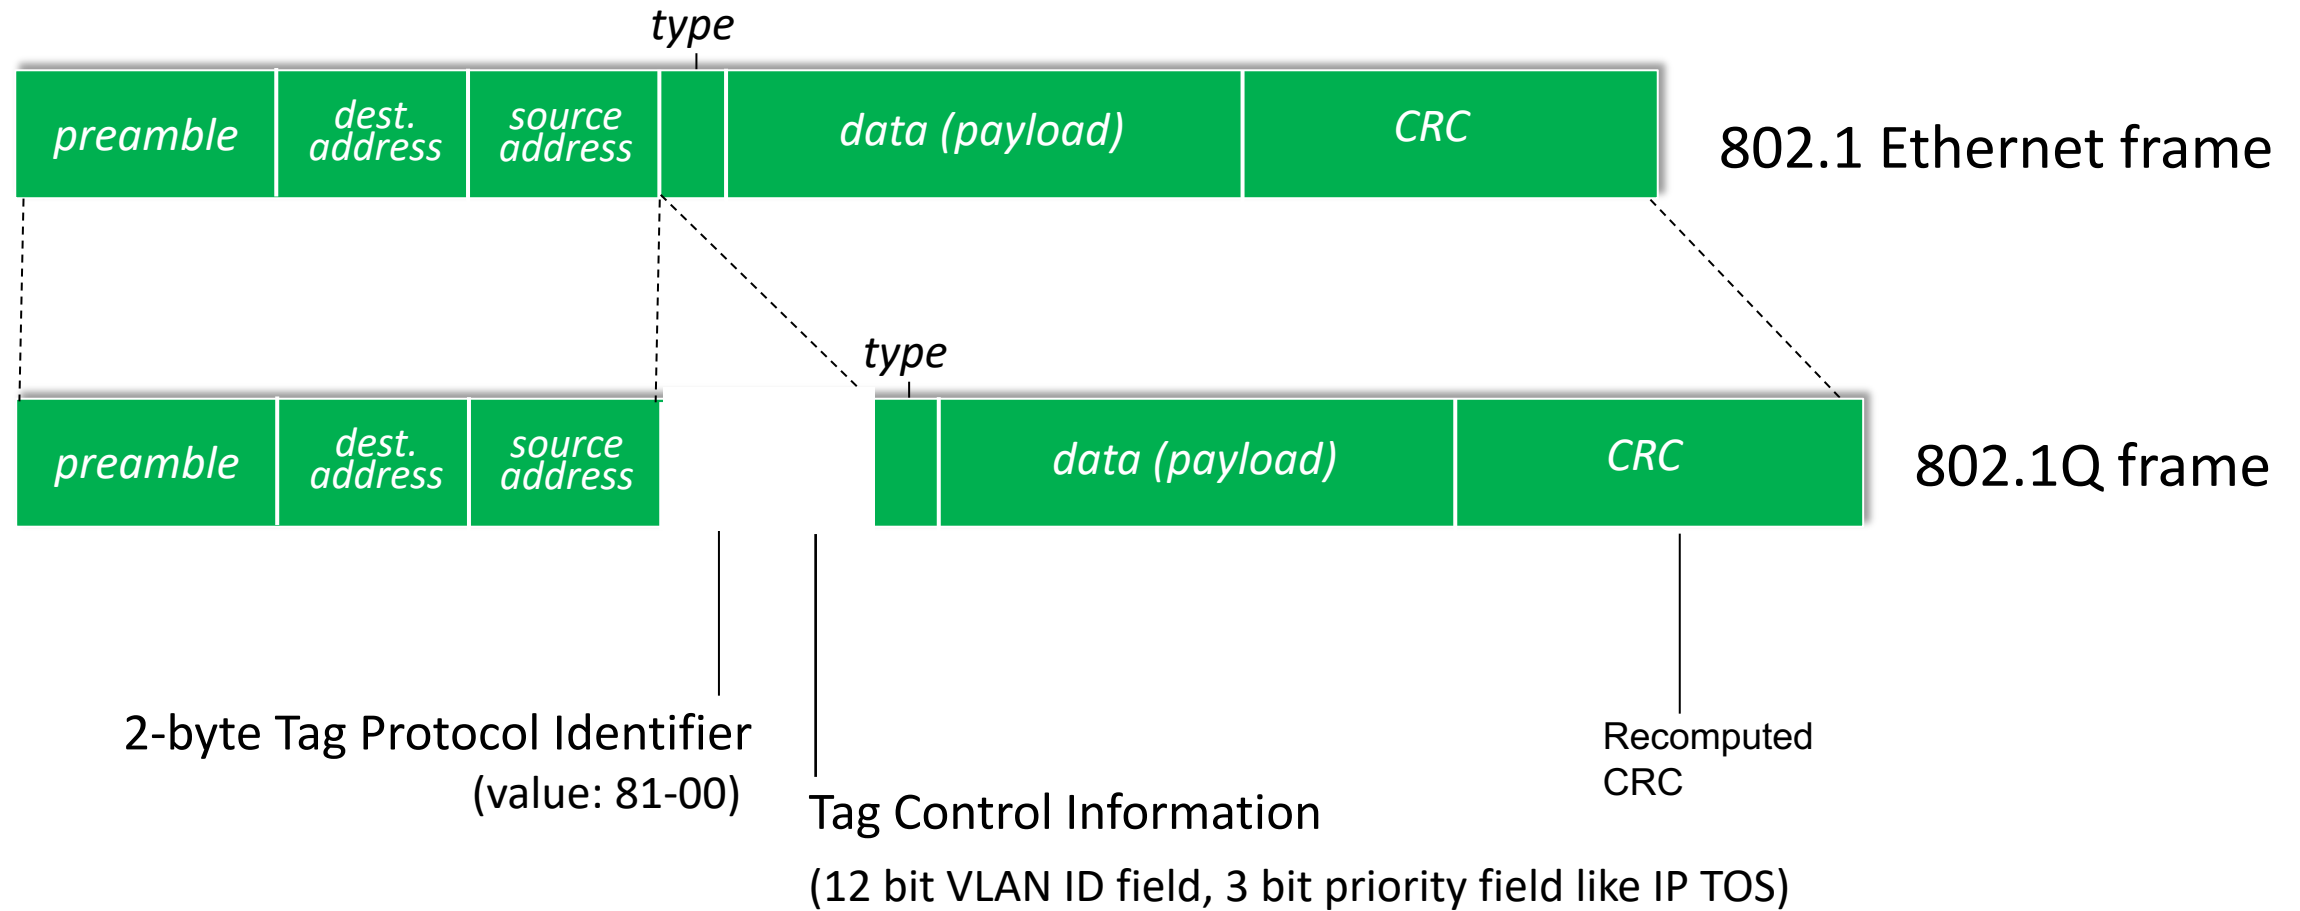 type
preamble
dest.
address
source
address
data (payload)
CRC
802.1 Ethernet frame
type
preamble
dest.
address
source
address
data (payload)
CRC
802.1Q frame
2-byte Tag Protocol Identifier
(value: 81-00)
Recomputed
CRC
Tag Control Information
(12 bit VLAN ID field, 3 bit priority field like IP TOS)